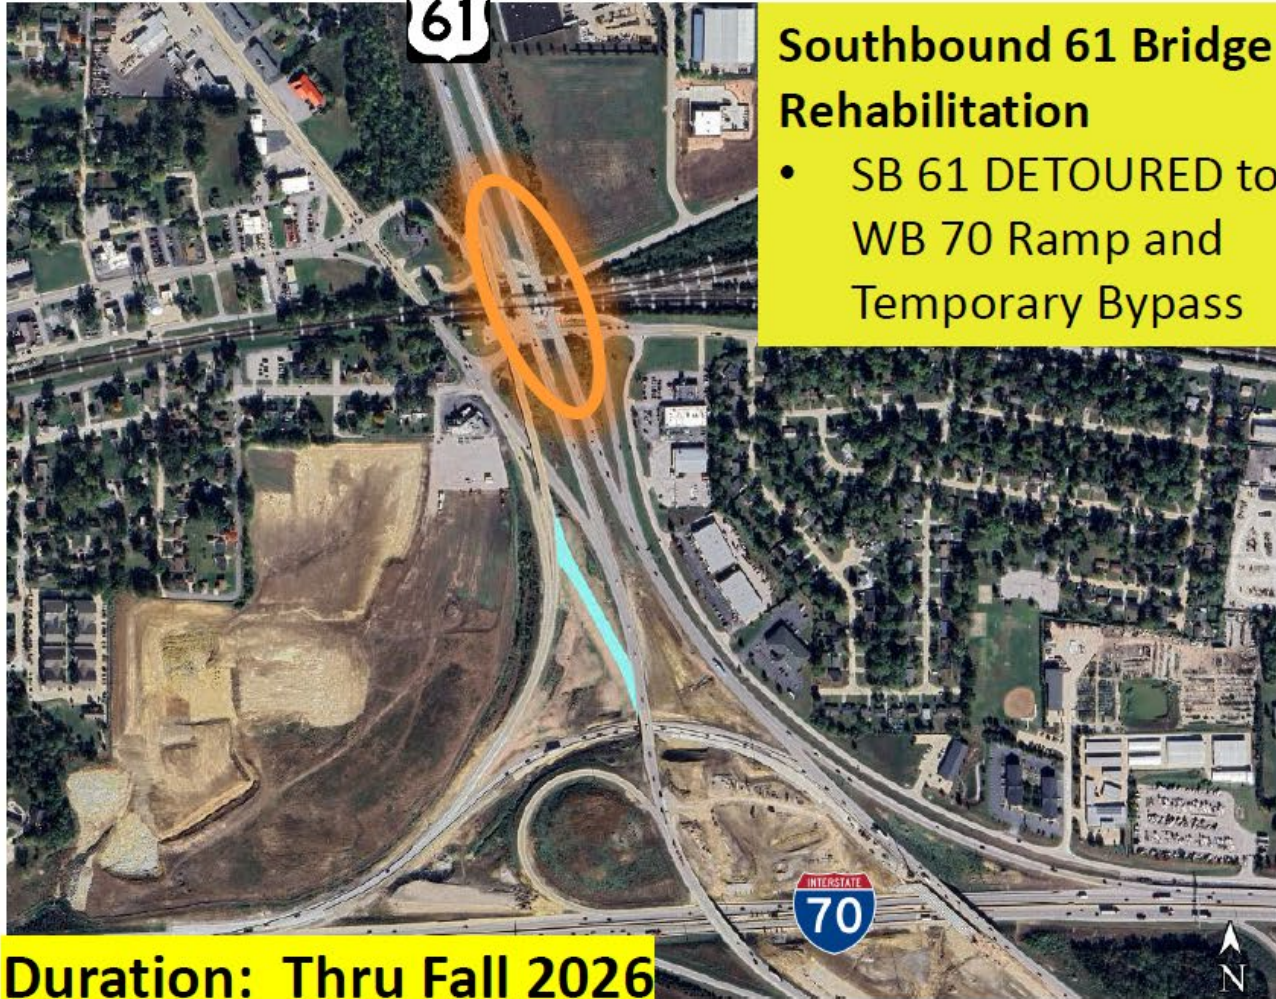 61
Southbound 61 Bridge
Rehabilitation
• SB 61 DETOURED to
WB 70 Ramp and
Temporary Bypass
INTERSTATE
70
N
Duration: Thru Fall 2026